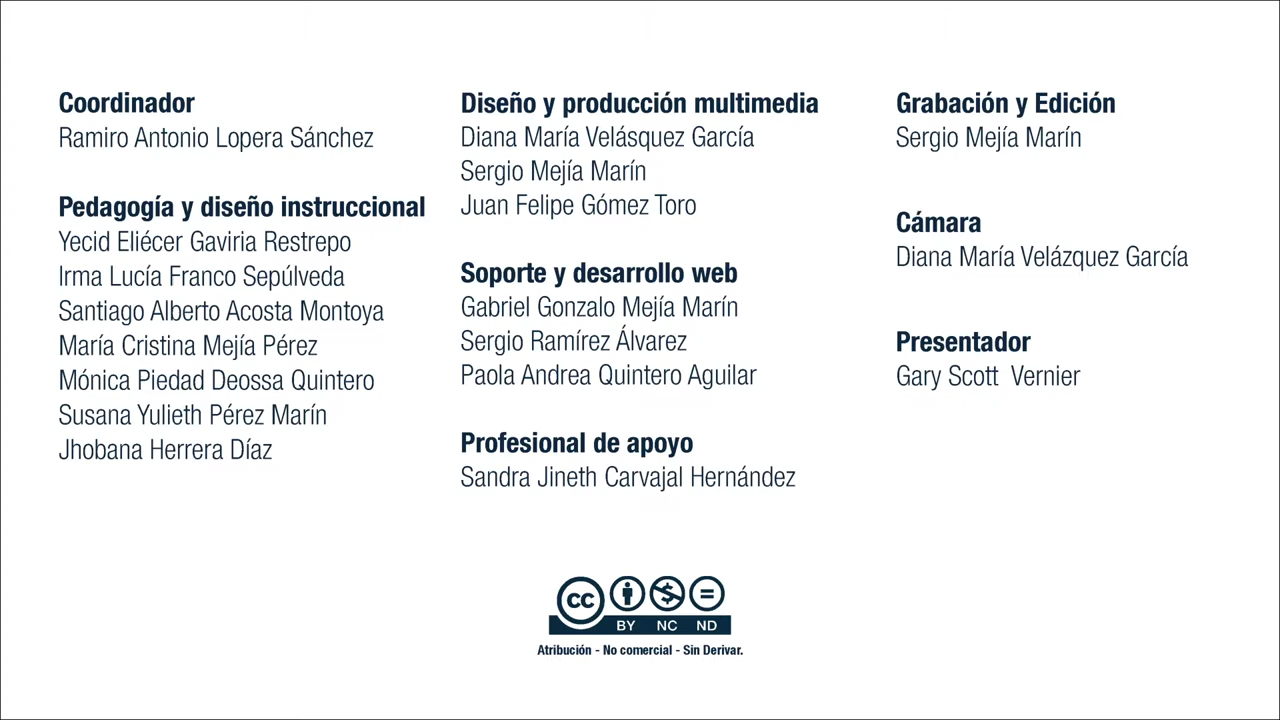 Coordinador
Ramiro Antonio Lopera Sánchez
Pedagogía y diseño instruccional
Yecid Eliécer Gaviria Restrepo
Irma Lucía Franco Sepúlveda
Santiago Alberto Acosta Montoya
María Cristina Mejía Pérez
Mónica Piedad Deossa Quintero
Susana Yulieth Pérez Marín
Jhobana Herrera Díaz
Diseño y producción multimedia
Diana María Velásquez García
Sergio Mejía Marín
Juan Felipe Gómez Toro
Soporte y desarrollo web
Gabriel Gonzalo Mejía Marín
Sergio Ramírez Álvarez
Paola Andrea Quintero Aguilar
Profesional de apoyo
Sandra Jineth Carvajal Hernández
Grabación y Edición
Sergio Mejía Marín
Cámara
Diana María Velázquez García
Presentador
Gary Scott  Vernier
cc
BY NC ND
Atribución - No comercial - Sin Derivar.